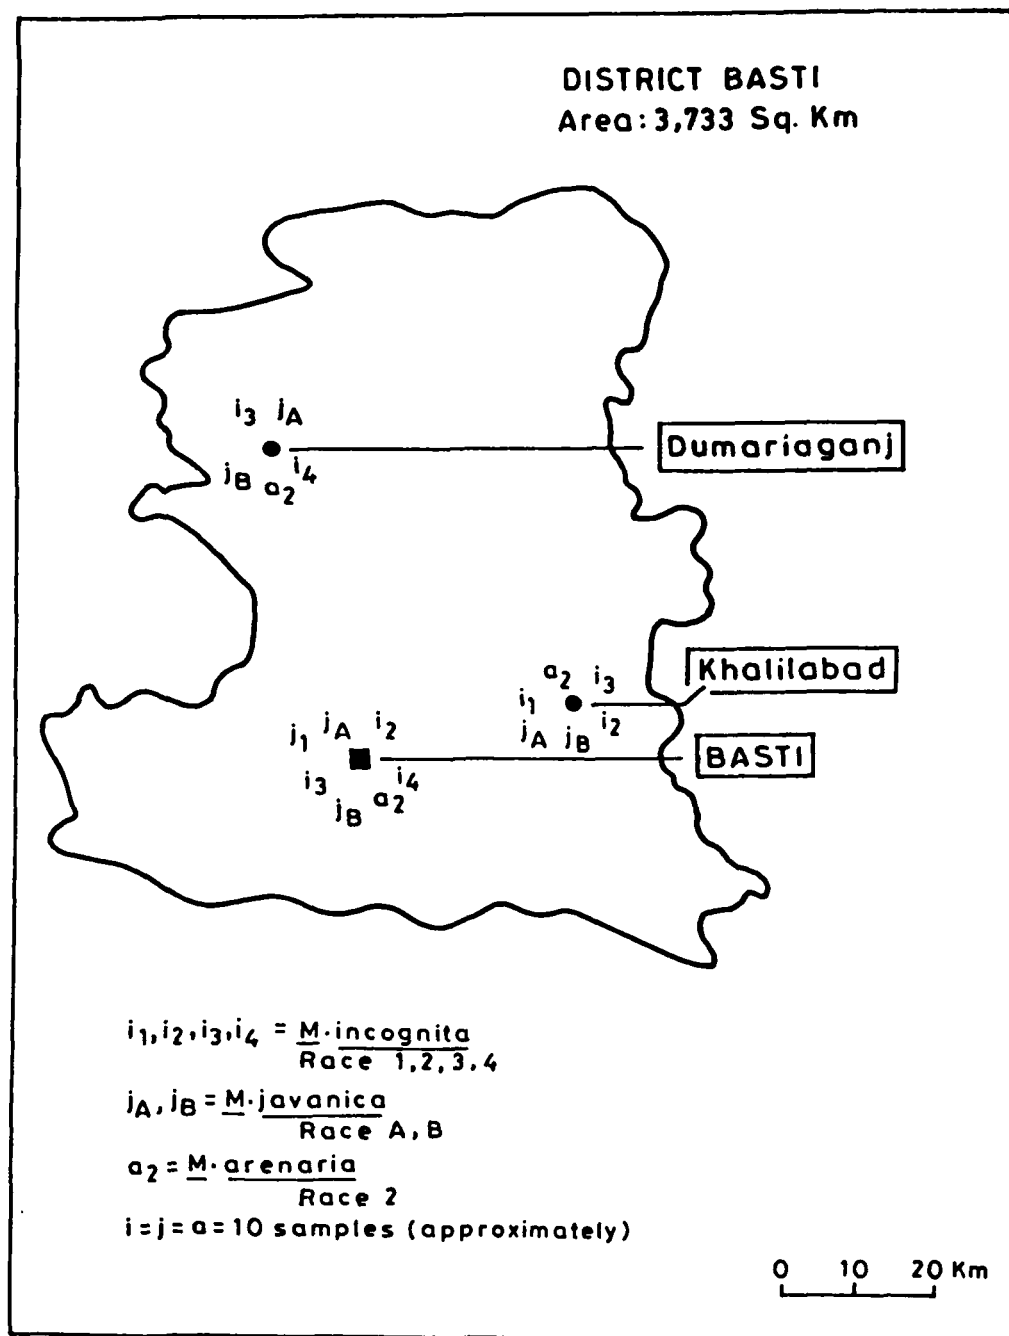 DISTRICT BASTI
Area: 3,733 Sq. Km
i3 jA
Dumariaganj
jB a2 i4
Khalilabad
a2 i3
i1 i2
jA jB
BASTI
j1 jA i2
i3 i4
jB a2
i1, i2, i3, i4 = M. incognita
Race 1,2,3,4
jA, jB = M. javanica
Race A, B
a2 = M. arenaria
Race 2
i=j=a=10 samples (approximately)
0 10 20 Km